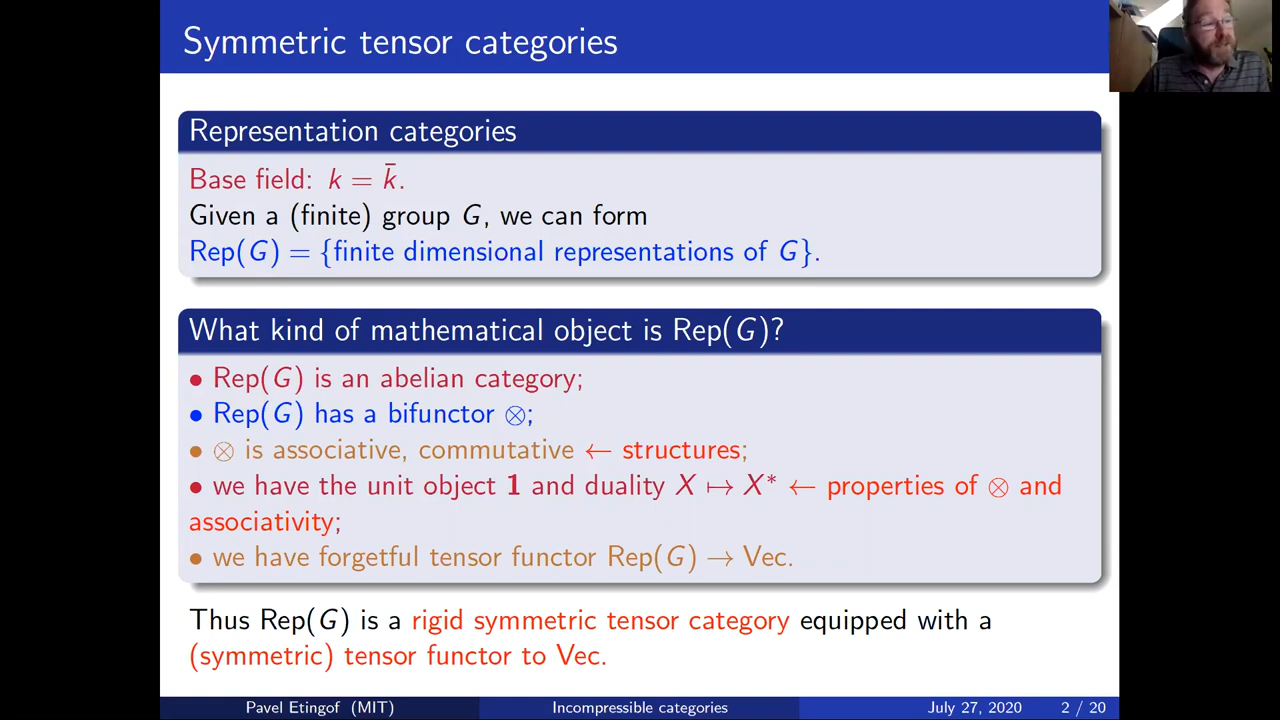 Symmetric tensor categories
Representation categories
Base field: k = k̄.
Given a (finite) group G, we can form
Rep(G) = {finite dimensional representations of G}.
What kind of mathematical object is Rep(G)?
• Rep(G) is an abelian category;
• Rep(G) has a bifunctor ⊗;
• ⊗ is associative, commutative ← structures;
• we have the unit object 𝟏 and duality X ↦ X* ← properties of ⊗ and
associativity;
• we have forgetful tensor functor Rep(G) → Vec.
Thus Rep(G) is a rigid symmetric tensor category equipped with a
(symmetric) tensor functor to Vec.
Pavel Etingof (MIT) Incompressible categories July 27, 2020 2 / 20